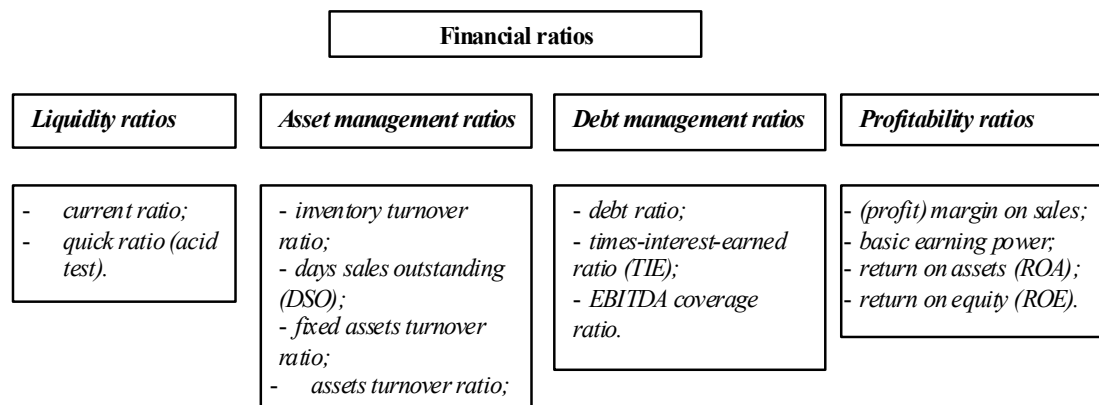 Financial ratios
Liquidity ratios
Asset management ratios
Debt management ratios
Profitability ratios
- current ratio;
- quick ratio (acid
test).
- inventory turnover
ratio;
- days sales outstanding
(DSO);
- fixed assets turnover
ratio;
- assets turnover ratio;
- debt ratio;
- times-interest-earned
ratio (TIE);
- EBITDA coverage
ratio.
- (profit) margin on sales;
- basic earning power;
- return on assets (ROA);
- return on equity (ROE).